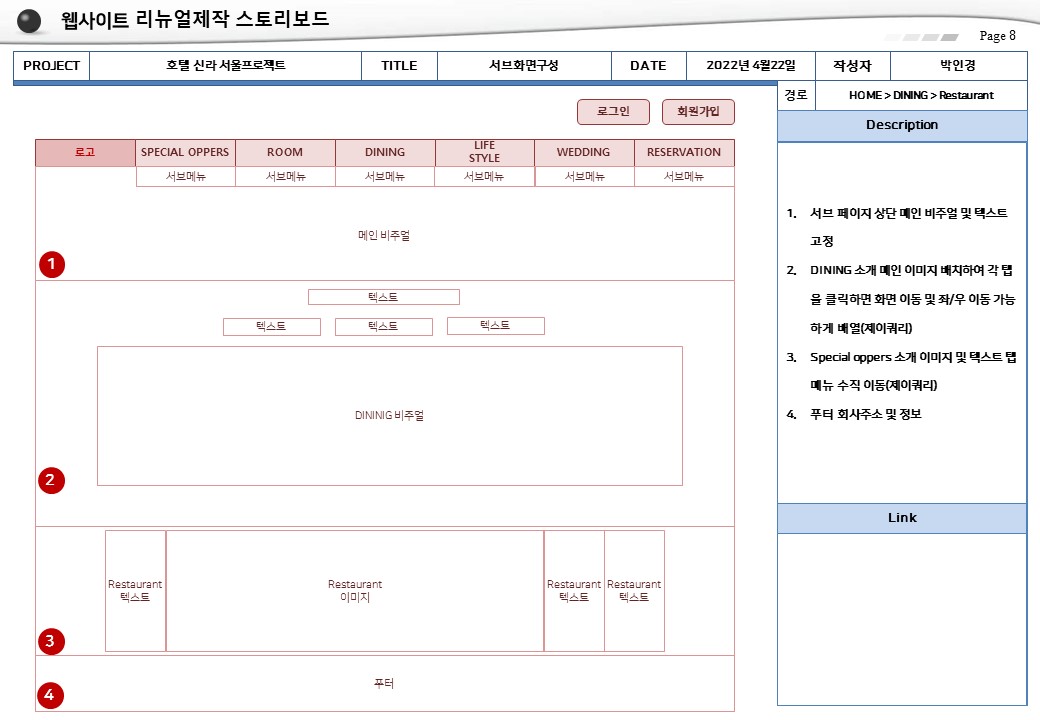 웹사이트 리뉴얼제작 스토리보드
Page 8
PROJECT 호텔 신라 서울프로잭트 TITLE 서브화면구성 DATE 2022년 4월22일 작성자 박인경
경로 HOME > DINING > Restaurant
로그인 회원가입
Description
로고 SPECIAL OPPERS ROOM DINING LIFE STYLE WEDDING RESERVATION
서브메뉴 서브메뉴 서브메뉴 서브메뉴 서브메뉴 서브메뉴
메인 비주얼
1
텍스트
텍스트 텍스트 텍스트
DININIG 비주얼
2
Restaurant
텍스트
Restaurant
이미지
Restaurant
텍스트
Restaurant
텍스트
3
푸터
4
1. 서브 페이지 상단 메인 비주얼 및 텍스트
고정
2. DINING 소개 메인 이미지 배치하여 각 탭
을 클릭하면 화면 이동 및 좌/우 이동 가능
하게 배열(제이쿼리)
3. Special oppers 소개 이미지 및 텍스트 탭
메뉴 수직 이동(제이쿼리)
4. 푸터 회사주소 및 정보
Link